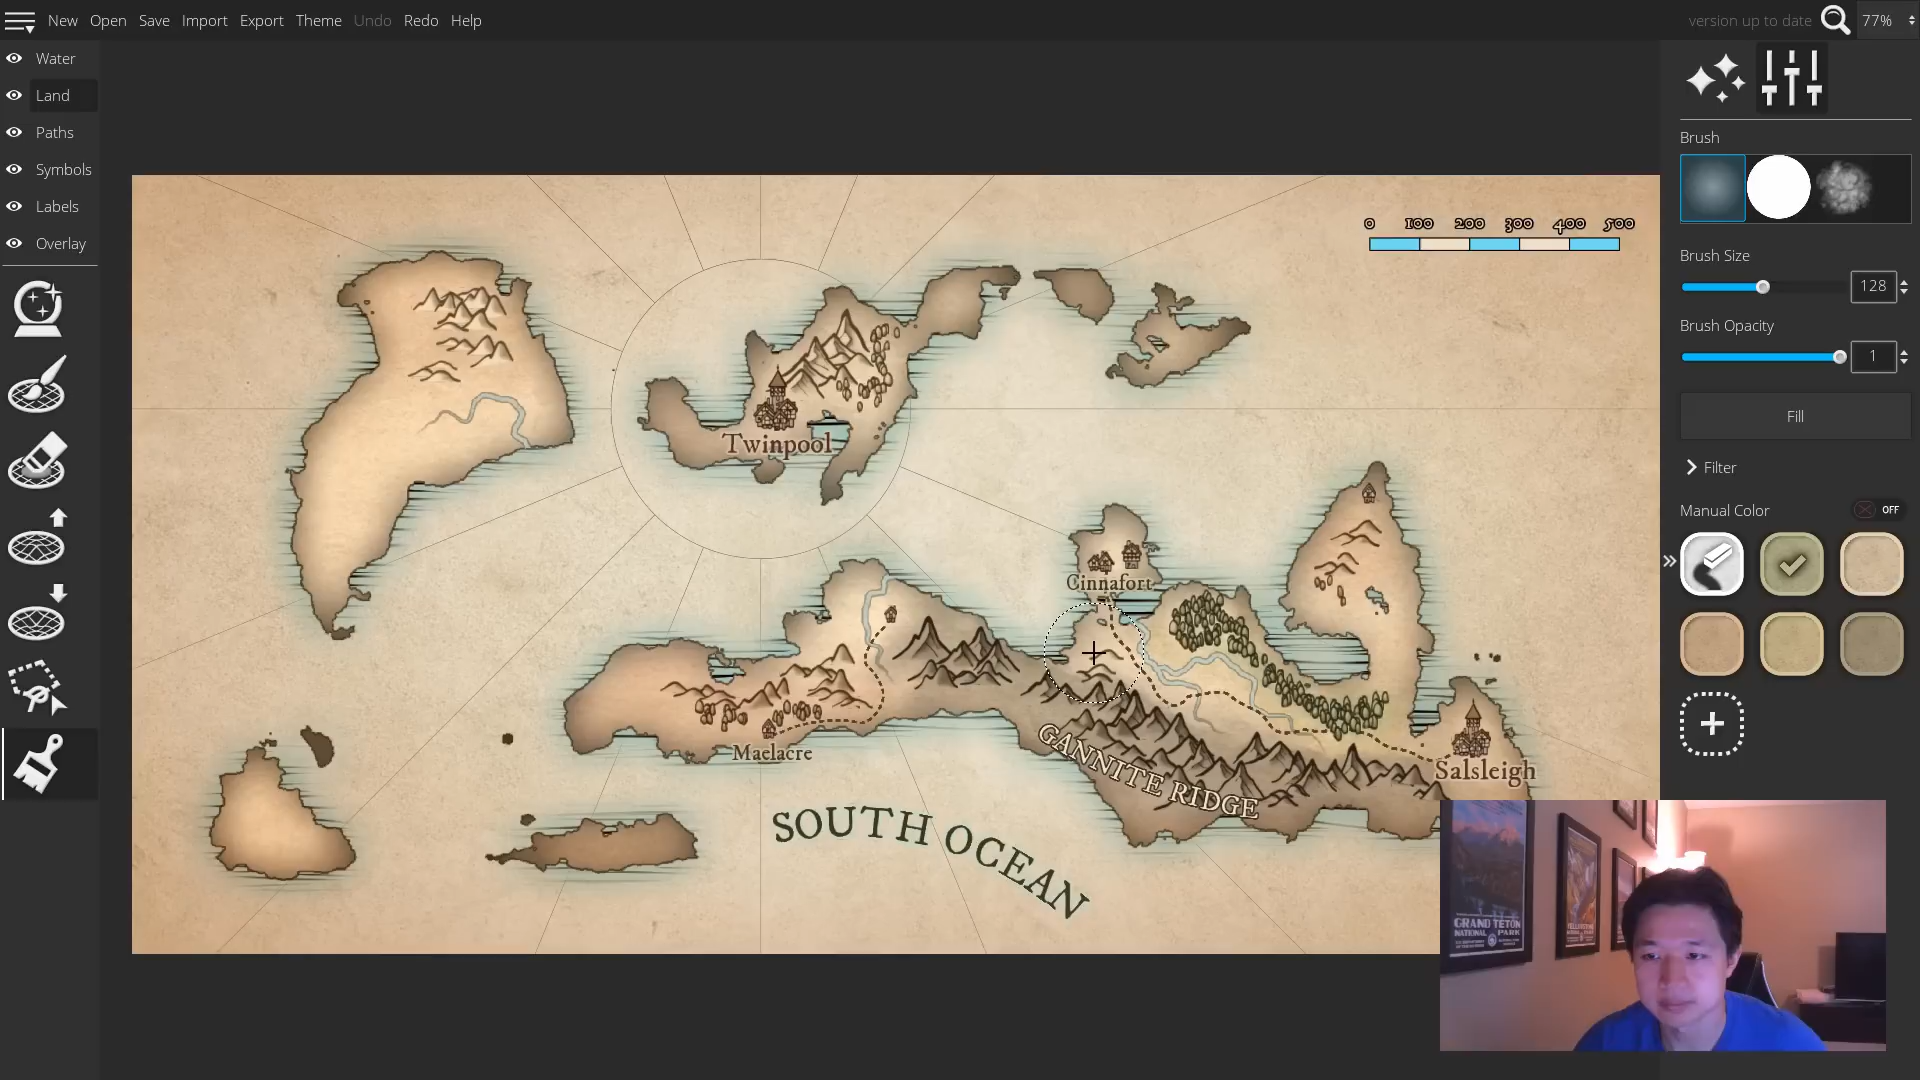 New Open Save Import Export Theme Undo Redo Help
version up to date
77%
Water
Land
Paths
Symbols
Labels
Overlay
Brush
Brush Size
128
Brush Opacity
1
Fill
Filter
Manual Color
OFF
0 100 200 300 400 500
Twinpool
Cinnafort
Maelacre
GANNITE RIDGE
Salsleigh
SOUTH OCEAN
GRAND TETON
NATIONAL PARK